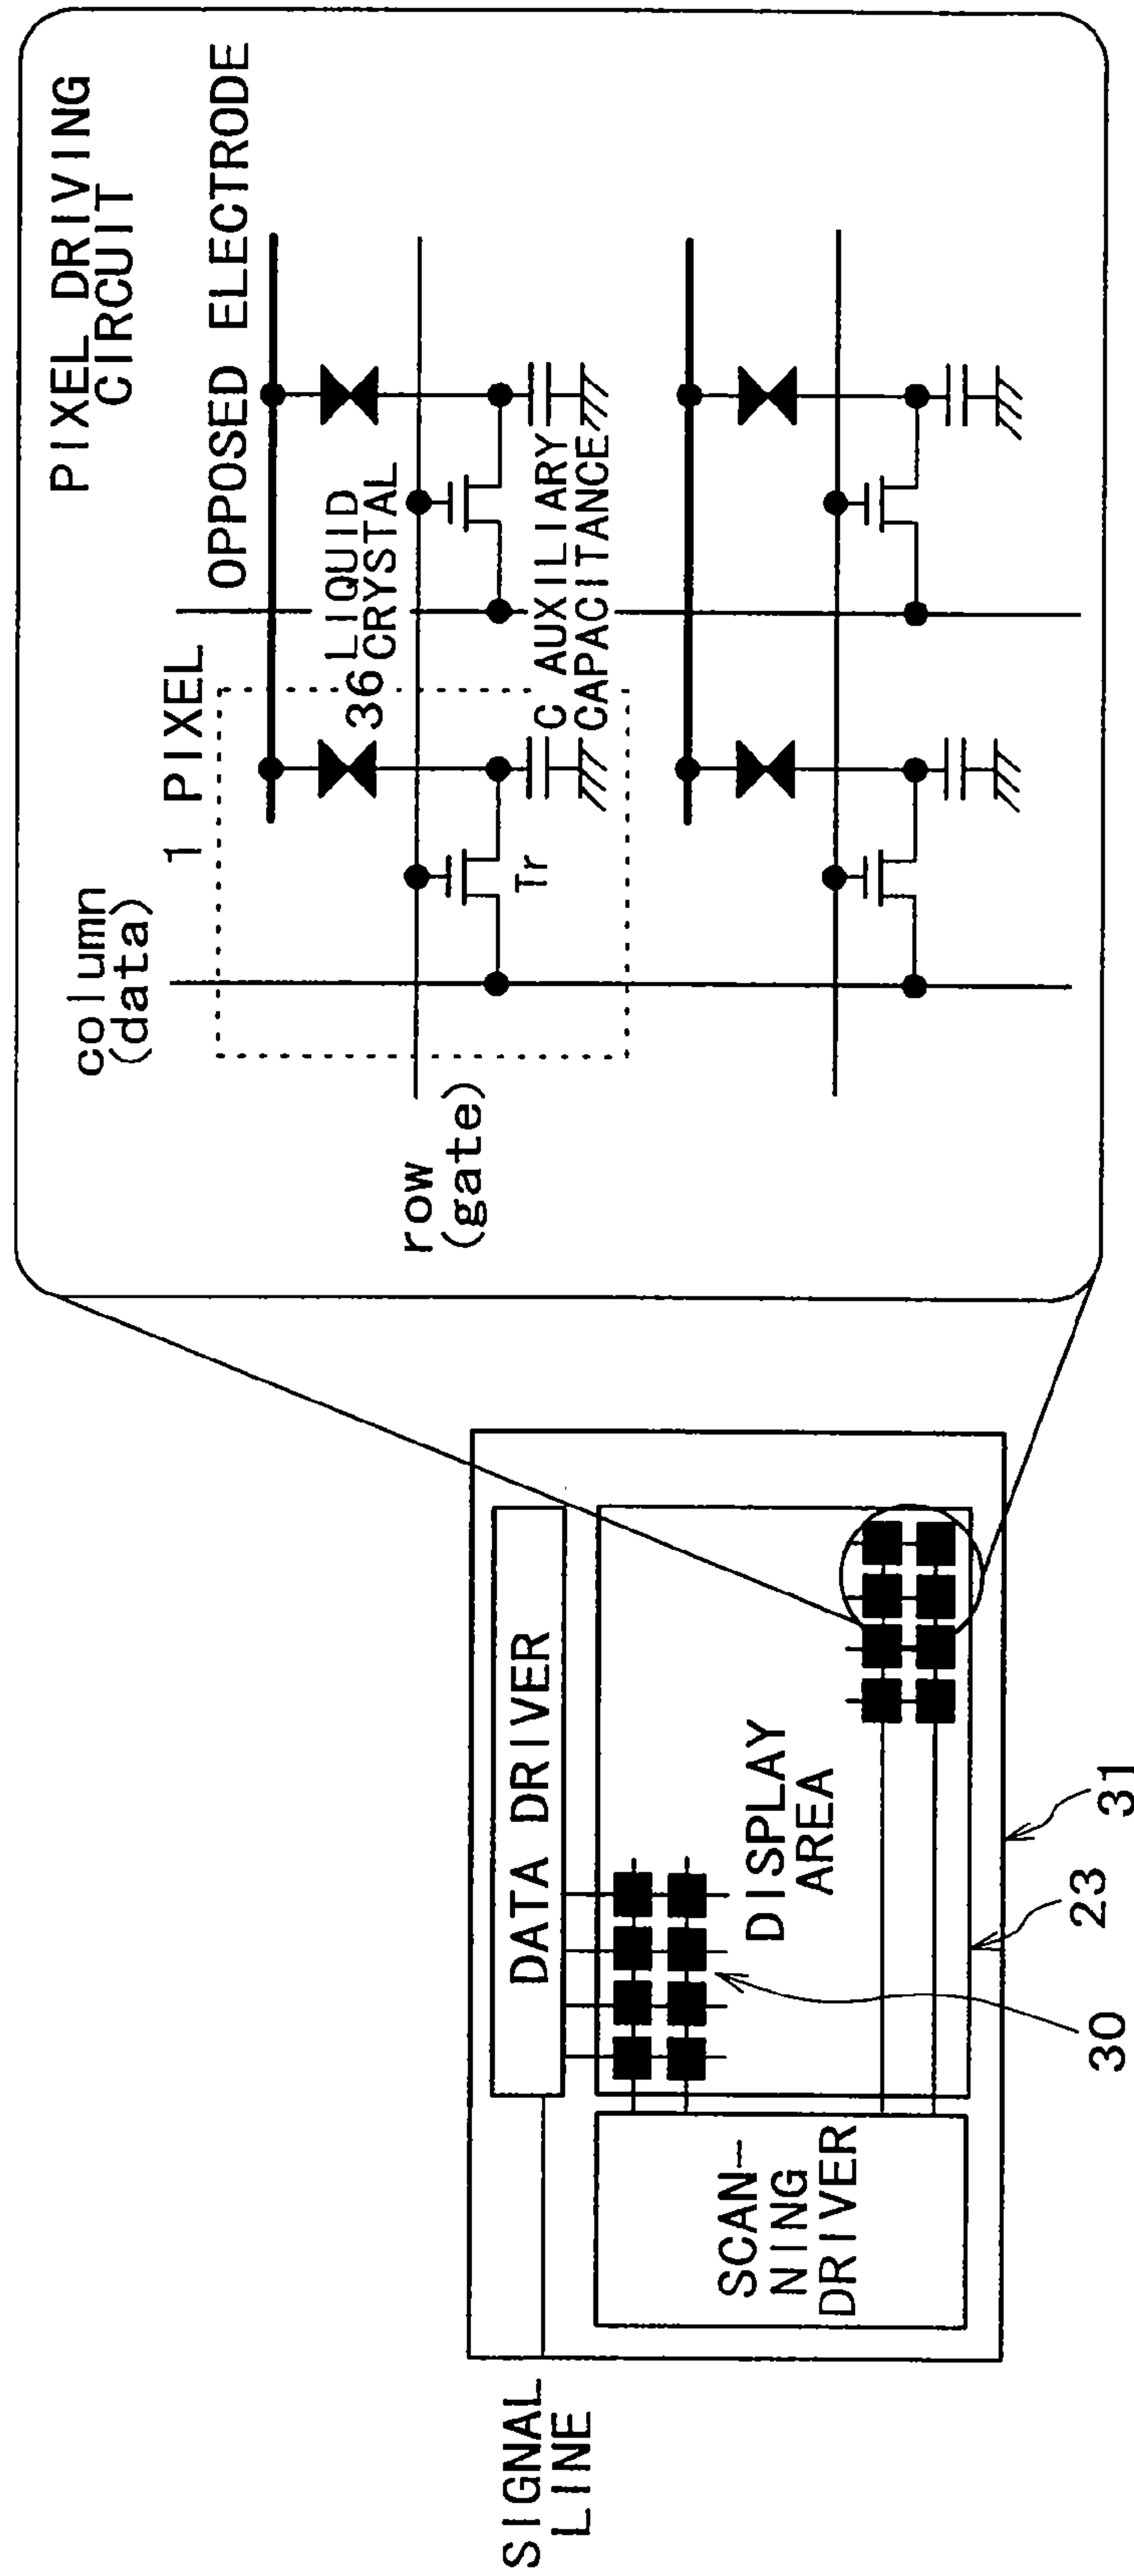 SIGNAL
LINE
DATA DRIVER
SCAN-
NING
DRIVER
DISPLAY
AREA
30
23
31
PIXEL DRIVING
CIRCUIT
column
(data)
1 PIXEL
OPPOSED ELECTRODE
row
(gate)
36 LIQUID
CRYSTAL
Tr
C AUXILIARY
CAPACITANCE